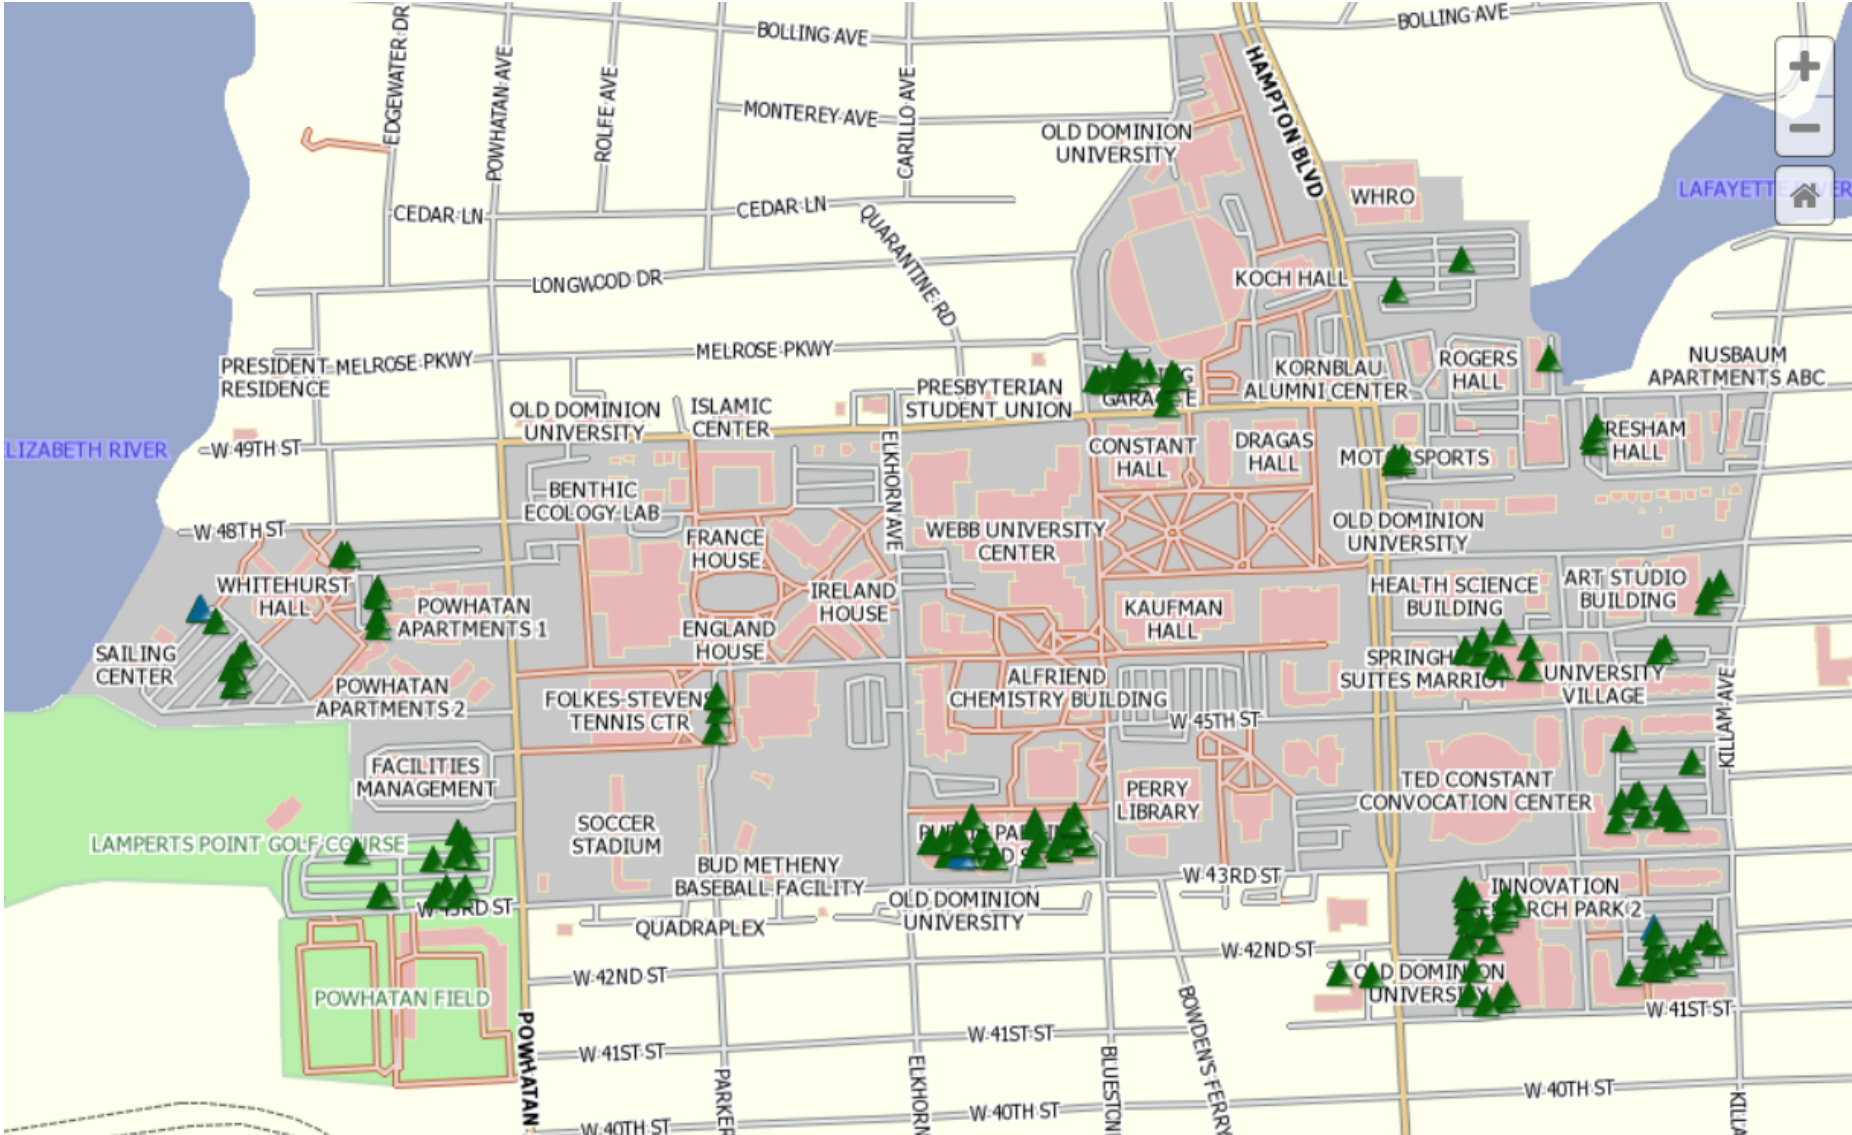 BOLLING AVE
BOLLING AVE
EDGEWATER DR
POWHATAN AVE
ROLFE AVE
CARILLO AVE
HAMPTON BLVD
MONTEREY AVE
OLD DOMINION
UNIVERSITY
WHRO
CEDAR LN
CEDAR LN
QUARANTINE RD
LONGWOOD DR
KOCH HALL
MELROSE PKWY
MELROSE PKWY
PRESIDENT
RESIDENCE
PRESBYTERIAN
STUDENT UNION
KORNBLAU
ALUMNI CENTER
ROGERS
HALL
NUSBAUM
APARTMENTS ABC
OLD DOMINION
UNIVERSITY
ISLAMIC
CENTER
W 49TH ST
ELKHORN AVE
CONSTANT
HALL
DRAGAS
HALL
HALL
BENTHIC
ECOLOGY LAB
W 48TH ST
FRANCE
HOUSE
WEBB UNIVERSITY
CENTER
OLD DOMINION
UNIVERSITY
WHITEHURST
HALL
POWHATAN
APARTMENTS 1
IRELAND
HOUSE
KAUFMAN
HALL
HEALTH SCIENCE
BUILDING
ART STUDIO
BUILDING
ENGLAND
HOUSE
SAILING
CENTER
POWHATAN
APARTMENTS 2
FOLKES-STEVENS
TENNIS CTR
ALFRIEND
CHEMISTRY BUILDING
W 45TH ST
UNIVERSITY
VILLAGE
KILLAM AVE
FACILITIES
MANAGEMENT
PERRY
LIBRARY
TED CONSTANT
CONVOCATION CENTER
SOCCER
STADIUM
LAMPERTS POINT GOLF COURSE
BUD METHENY
BASEBALL FACILITY
W 43RD ST
W 43RD ST
OLD DOMINION
UNIVERSITY
QUADRAPLEX
INNOVATION
W 42ND ST
W 42ND ST
POWHATAN FIELD
OLD DOMINION
UNIVERSITY
W 41ST ST
W 41ST ST
W 41ST ST
POWHATAN
PARKER
ELKHORN
BOWDEN'S FERRY
W 40TH ST
W 40TH ST
W 40TH ST